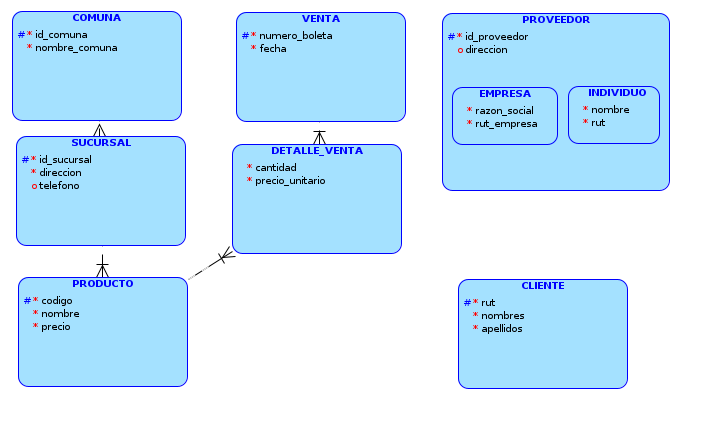 COMUNA
#* id_comuna
* nombre_comuna
VENTA
#* numero_boleta
* fecha
PROVEEDOR
#* id_proveedor
o direccion
EMPRESA
* razon_social
* rut_empresa
INDIVIDUO
* nombre
* rut
SUCURSAL
#* id_sucursal
* direccion
o telefono
DETALLE_VENTA
* cantidad
* precio_unitario
PRODUCTO
#* codigo
* nombre
* precio
CLIENTE
#* rut
* nombres
* apellidos